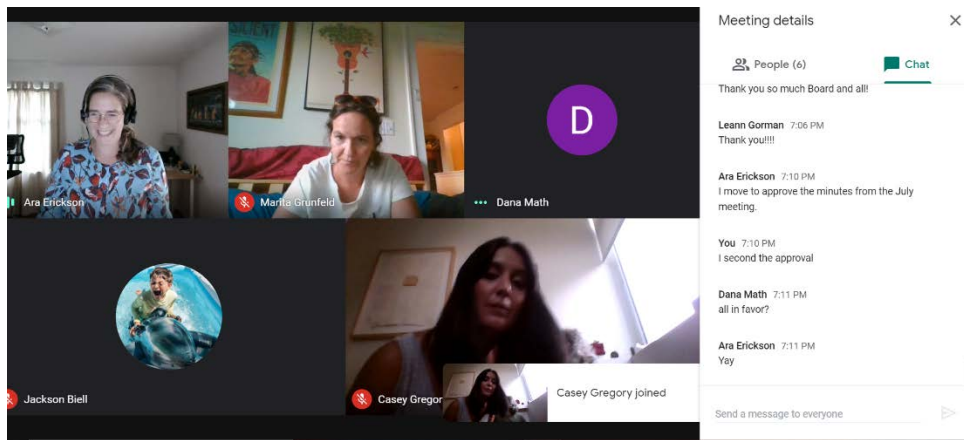 Meeting details
People (6)
Chat
Thank you so much Board and all!
Leann Gorman 7:06 PM
Thank you!!!!
Ara Erickson 7:10 PM
I move to approve the minutes from the July
meeting.
You 7:10 PM
I second the approval
Dana Math 7:11 PM
all in favor?
Ara Erickson 7:11 PM
Yay
Send a message to everyone
D
Ara Erickson
Marita Grunfeld
Dana Math
Jackson Biell
Casey Gregor
Casey Gregory joined